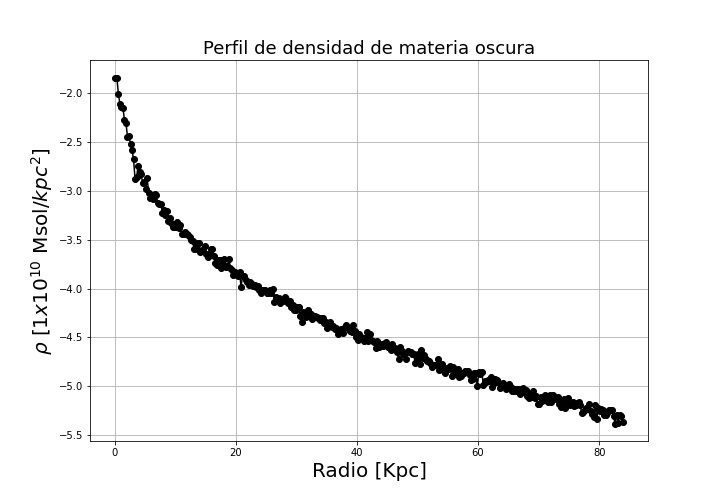 Perfil de densidad de materia oscura
ρ [1x10¹⁰ Msol/kpc²]
−2.0
−2.5
−3.0
−3.5
−4.0
−4.5
−5.0
−5.5
0 20 40 60 80
Radio [Kpc]